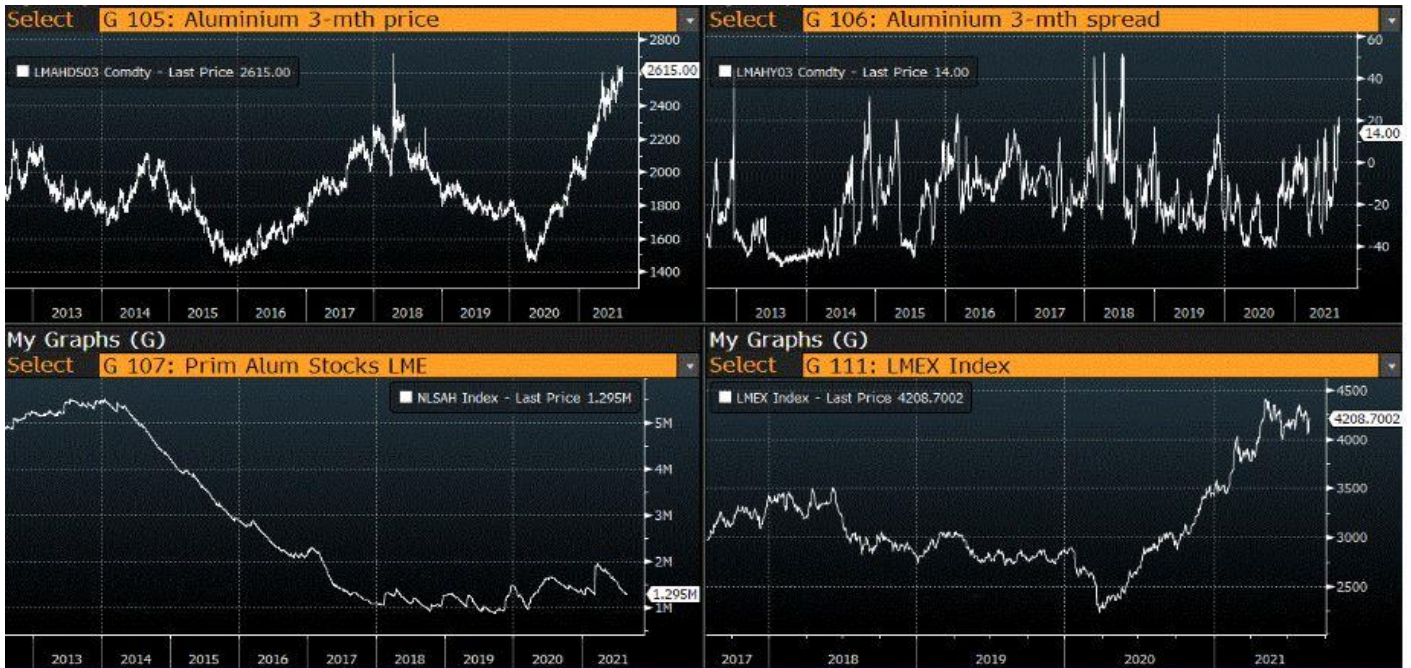 Select G 105: Aluminium 3-mth price
LMAHDS03 Comdty - Last Price 2615.00
2800
2615.00
2400
2200
2000
1800
1600
1400
2013 2014 2015 2016 2017 2018 2019 2020 2021
Select G 106: Aluminium 3-mth spread
LMAHY03 Comdty - Last Price 14.00
60
40
20
14.00
0
-20
-40
2013 2014 2015 2016 2017 2018 2019 2020 2021
My Graphs (G)
Select G 107: Prim Alum Stocks LME
NLSAH Index - Last Price 1.295M
5M
4M
3M
2M
1.295M
1M
2013 2014 2015 2016 2017 2018 2019 2020 2021
My Graphs (G)
Select G 111: LMEX Index
LMEX Index - Last Price 4208.7002
4500
4208.7002
4000
3500
3000
2500
2017 2018 2019 2020 2021